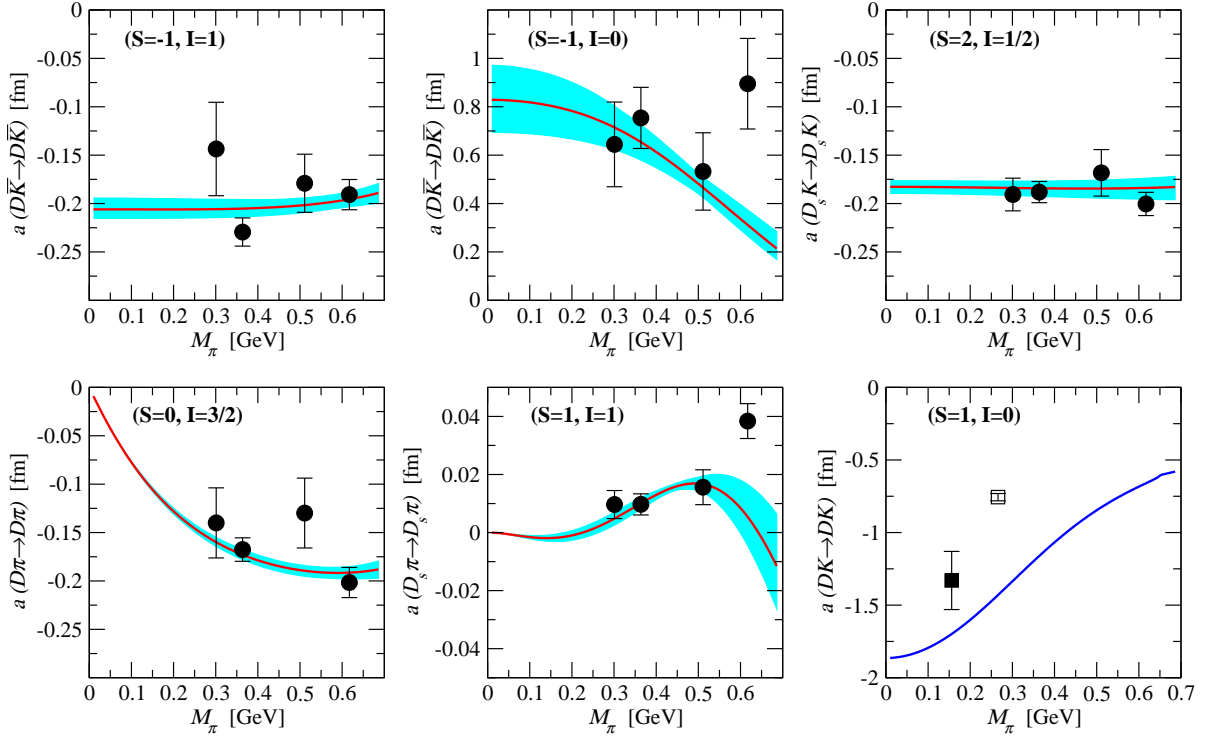 (S=-1, I=1)
0
-0.05
-0.1
-0.15
-0.2
-0.25
a (DK̅→DK̅) [fm]
0 0.1 0.2 0.3 0.4 0.5 0.6
M_π [GeV]
(S=-1, I=0)
1
0.8
0.6
0.4
0.2
0
a (DK̅→DK̅) [fm]
0 0.1 0.2 0.3 0.4 0.5 0.6
M_π [GeV]
(S=2, I=1/2)
0
-0.05
-0.1
-0.15
-0.2
-0.25
a (D_s K→D_s K) [fm]
0 0.1 0.2 0.3 0.4 0.5 0.6
M_π [GeV]
(S=0, I=3/2)
0
-0.05
-0.1
-0.15
-0.2
-0.25
a (Dπ→Dπ) [fm]
0 0.1 0.2 0.3 0.4 0.5 0.6
M_π [GeV]
(S=1, I=1)
0.04
0.02
0
-0.02
-0.04
a (D_s π→D_s π) [fm]
0 0.1 0.2 0.3 0.4 0.5 0.6
M_π [GeV]
(S=1, I=0)
0
-0.5
-1
-1.5
-2
a (DK→DK) [fm]
0 0.1 0.2 0.3 0.4 0.5 0.6 0.7
M_π [GeV]